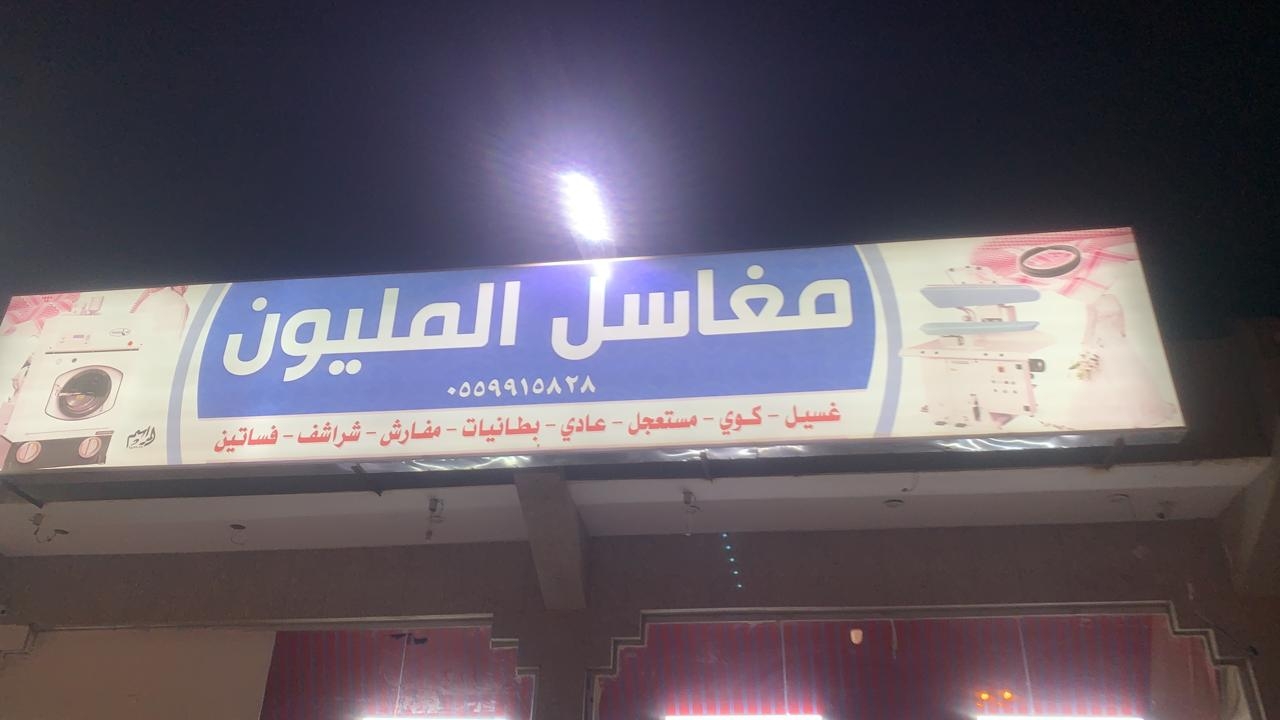 مغاسل المليون
٠٥٥٩٩١٥٨٢٨
غسيل - كوي - مستعجل - عادي - بطانيات - مفارش - شراشف - فساتين